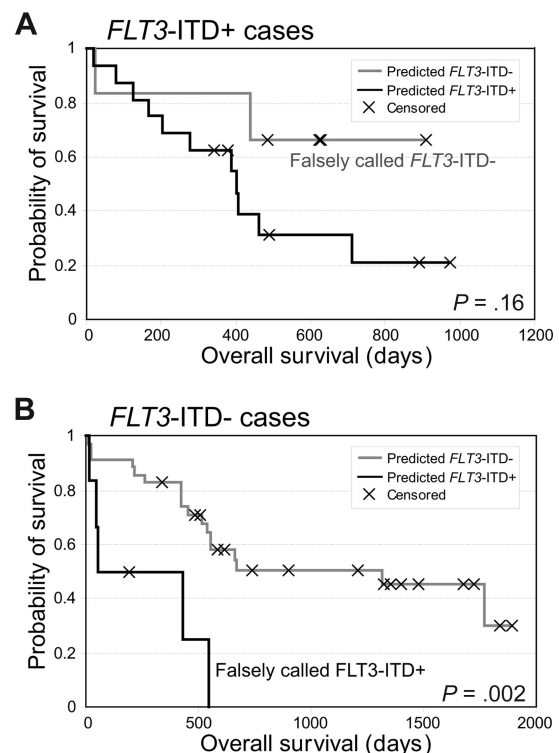 A
FLT3-ITD+ cases
Probability of survival
1
0.8
0.6
0.4
0.2
0
Predicted FLT3-ITD-
Predicted FLT3-ITD+
Censored
Falsely called FLT3-ITD-
P = .16
0 200 400 600 800 1000 1200
Overall survival (days)
B
FLT3-ITD- cases
Probability of survival
1
0.8
0.6
0.4
0.2
0
Predicted FLT3-ITD-
Predicted FLT3-ITD+
Censored
Falsely called FLT3-ITD+
P = .002
0 500 1000 1500 2000
Overall survival (days)